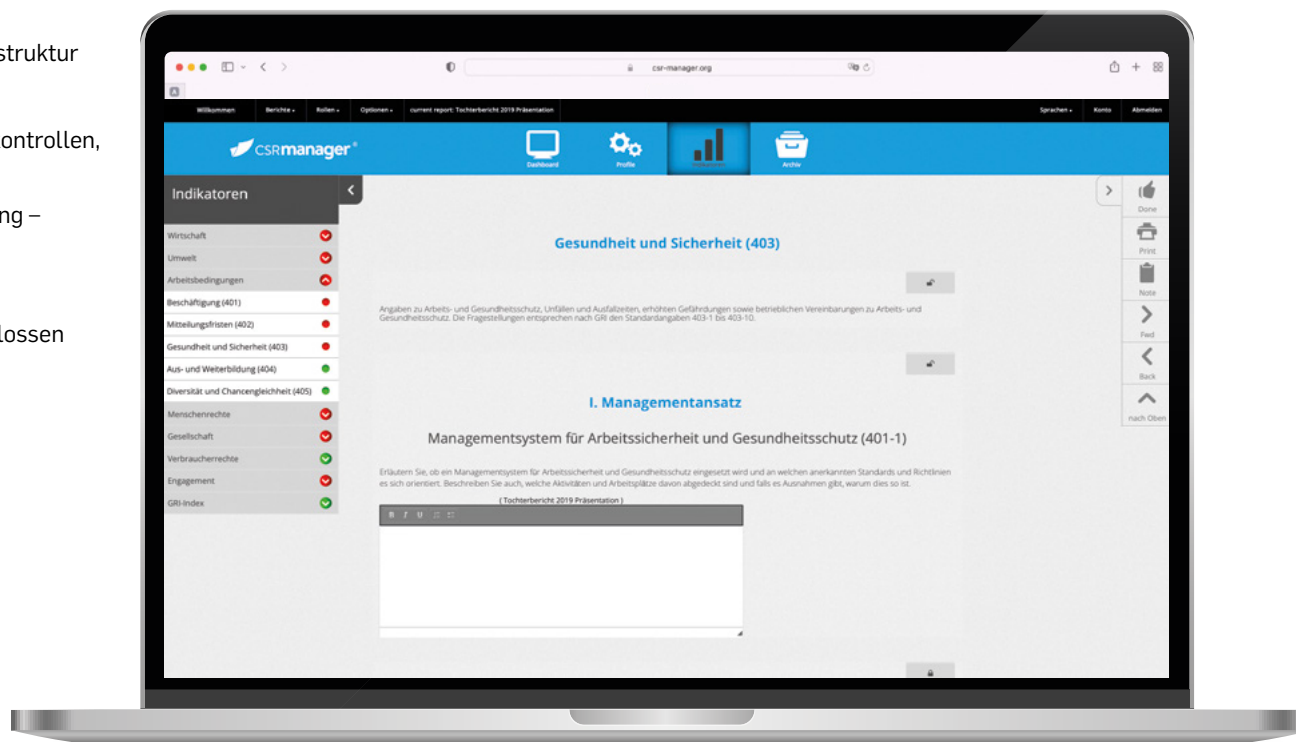 struktur
ontrollen,
ng –
lossen
csr-manager.org
Willkommen Berichte Rollen Optionen current report: Tochterbericht 2019 Präsentation Sprachen Konto Abmelden
CSRmanager®
Dashboard Profile Indikatoren Archiv
Indikatoren
Wirtschaft
Umwelt
Arbeitsbedingungen
Beschäftigung (401)
Mitteilungsfristen (402)
Gesundheit und Sicherheit (403)
Aus- und Weiterbildung (404)
Diversität und Chancengleichheit (405)
Menschenrechte
Gesellschaft
Verbraucherrechte
Engagement
GRI-Index
Gesundheit und Sicherheit (403)
Angaben zu Arbeits- und Gesundheitsschutz, Unfällen und Ausfallzeiten, erhöhten Gefährdungen sowie betrieblichen Vereinbarungen zu Arbeits- und
Gesundheitsschutz. Die Fragestellungen entsprechen nach GRI den Standardangaben 403-1 bis 403-10.
I. Managementansatz
Managementsystem für Arbeitssicherheit und Gesundheitsschutz (401-1)
Erläutern Sie, ob ein Managementsystem für Arbeitssicherheit und Gesundheitsschutz eingesetzt wird und an welchen anerkannten Standards und Richtlinien
es sich orientiert. Beschreiben Sie auch, welche Aktivitäten und Arbeitsplätze davon abgedeckt sind und falls es Ausnahmen gibt, warum dies so ist.
( Tochterbericht 2019 Präsentation )
B I U
Done
Print
Note
Fwd
Back
nach Oben